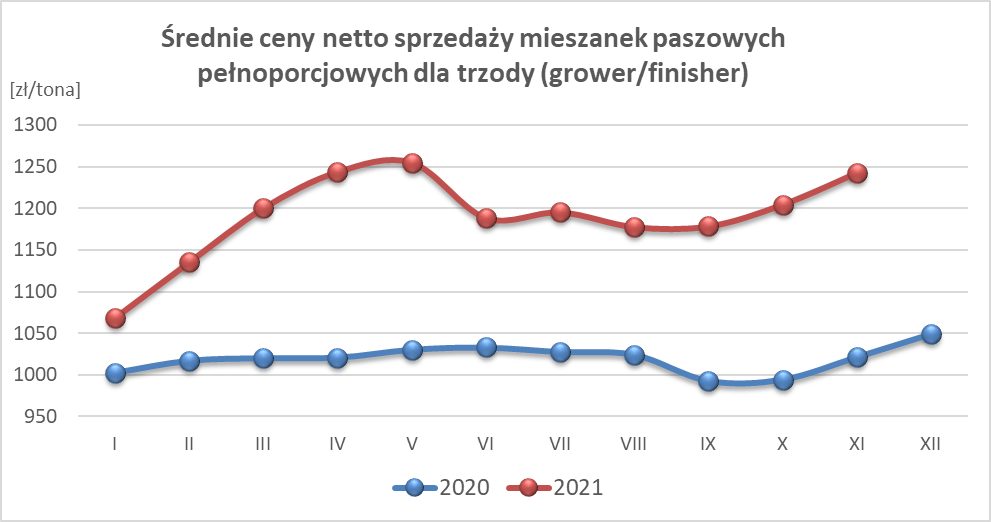 Średnie ceny netto sprzedaży mieszanek paszowych
pełnoporcjowych dla trzody (grower/finisher)
[zł/tona]
1300
1250
1200
1150
1100
1050
1000
950
I II III IV V VI VII VIII IX X XI XII
2020 2021